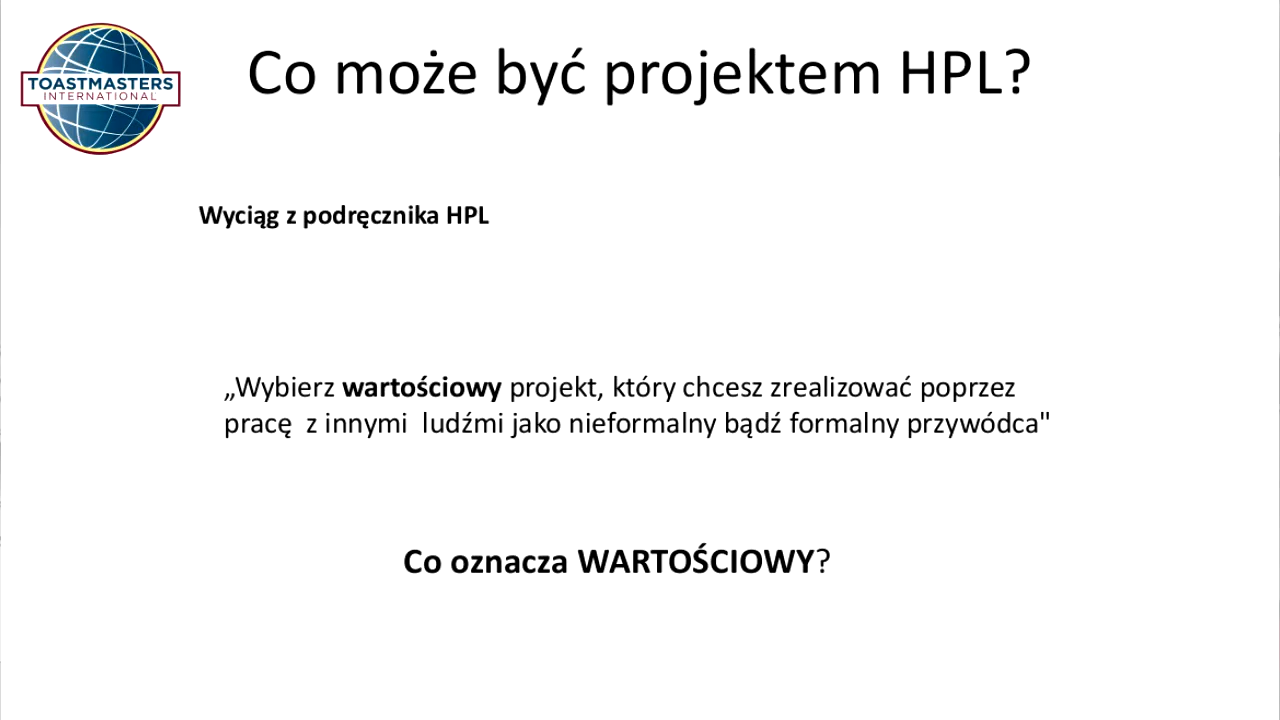 TOASTMASTERS
INTERNATIONAL
Co może być projektem HPL?
Wyciąg z podręcznika HPL
„Wybierz wartościowy projekt, który chcesz zrealizować poprzez
pracę  z innymi  ludźmi jako nieformalny bądź formalny przywódca"
Co oznacza WARTOŚCIOWY?